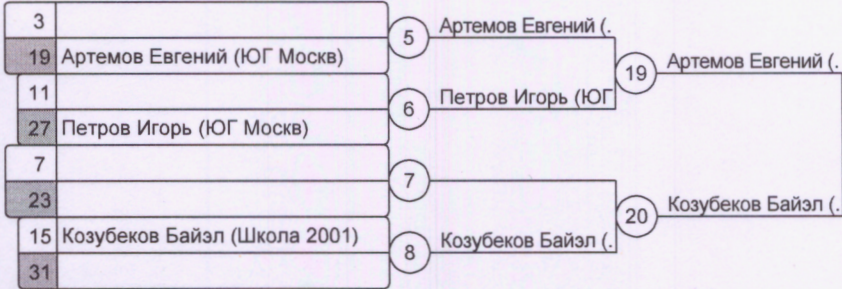 3
5 Артемов Евгений (.
19 Артемов Евгений (ЮГ Москв)
19 Артемов Евгений (.
11
6 Петров Игорь (ЮГ
27 Петров Игорь (ЮГ Москв)
7
7
23
20 Козубеков Байэл (.
15 Козубеков Байэл (Школа 2001)
8 Козубеков Байэл (.
31